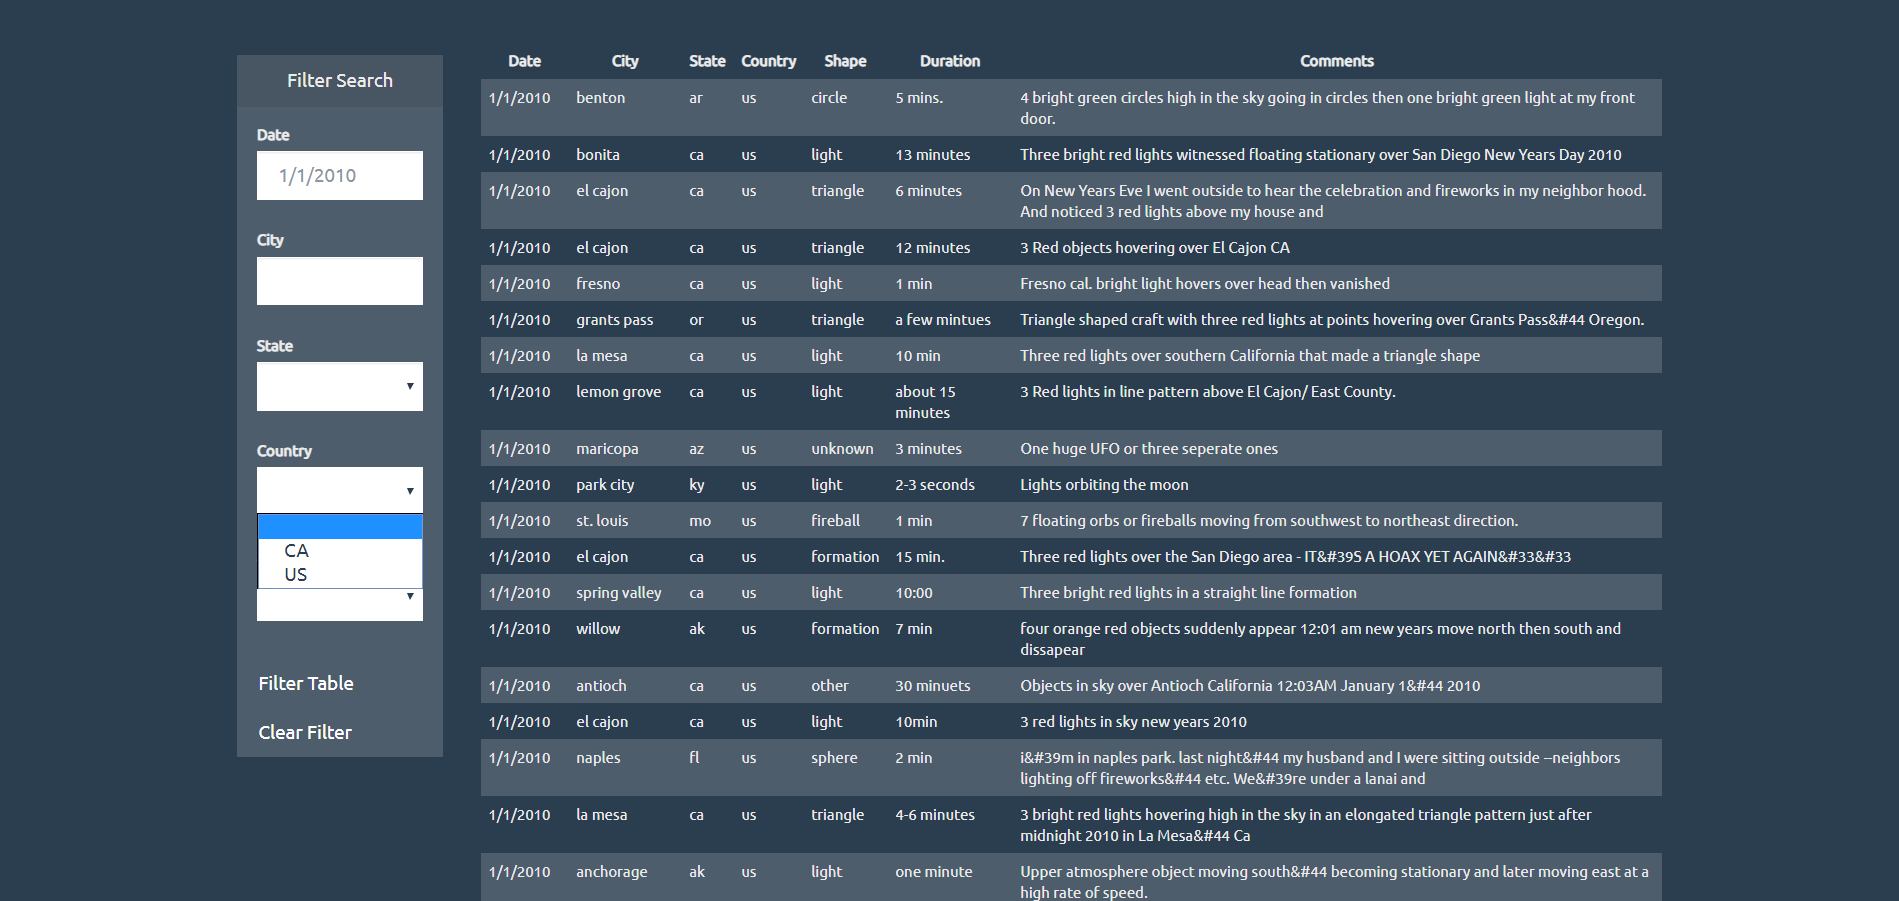 Filter Search
Date
1/1/2010
City
State
Country
CA
US
Filter Table
Clear Filter
Date City State Country Shape Duration Comments
1/1/2010 benton ar us circle 5 mins. 4 bright green circles high in the sky going in circles then one bright green light at my front
door.
1/1/2010 bonita ca us light 13 minutes Three bright red lights witnessed floating stationary over San Diego New Years Day 2010
1/1/2010 el cajon ca us triangle 6 minutes On New Years Eve I went outside to hear the celebration and fireworks in my neighbor hood.
And noticed 3 red lights above my house and
1/1/2010 el cajon ca us triangle 12 minutes 3 Red objects hovering over El Cajon CA
1/1/2010 fresno ca us light 1 min Fresno cal. bright light hovers over head then vanished
1/1/2010 grants pass or us triangle a few mintues Triangle shaped craft with three red lights at points hovering over Grants Pass&#44 Oregon.
1/1/2010 la mesa ca us light 10 min Three red lights over southern California that made a triangle shape
1/1/2010 lemon grove ca us light about 15 3 Red lights in line pattern above El Cajon/ East County.
minutes
1/1/2010 maricopa az us unknown 3 minutes One huge UFO or three seperate ones
1/1/2010 park city ky us light 2-3 seconds Lights orbiting the moon
1/1/2010 st. louis mo us fireball 1 min 7 floating orbs or fireballs moving from southwest to northeast direction.
1/1/2010 el cajon ca us formation 15 min. Three red lights over the San Diego area - IT&#39S A HOAX YET AGAIN&#33&#33
1/1/2010 spring valley ca us light 10:00 Three bright red lights in a straight line formation
1/1/2010 willow ak us formation 7 min four orange red objects suddenly appear 12:01 am new years move north then south and
dissapear
1/1/2010 antioch ca us other 30 minuets Objects in sky over Antioch California 12:03AM January 1&#44 2010
1/1/2010 el cajon ca us light 10min 3 red lights in sky new years 2010
1/1/2010 naples fl us sphere 2 min i&#39m in naples park. last night&#44 my husband and I were sitting outside --neighbors
lighting off fireworks&#44 etc. We&#39re under a lanai and
1/1/2010 la mesa ca us triangle 4-6 minutes 3 bright red lights hovering high in the sky in an elongated triangle pattern just after
midnight 2010 in La Mesa&#44 Ca
1/1/2010 anchorage ak us light one minute Upper atmosphere object moving south&#44 becoming stationary and later moving east at a
high rate of speed.